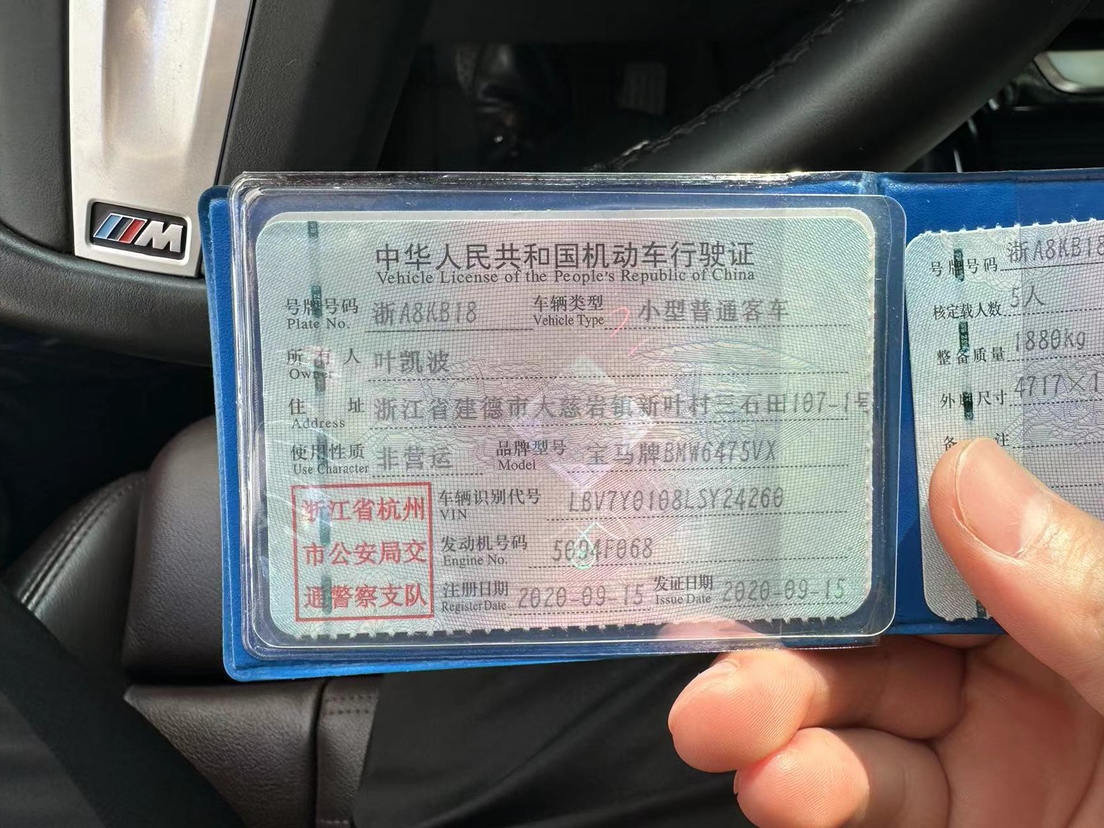 M
中华人民共和国机动车行驶证
Vehicle License of the People's Republic of China
号牌号码 浙A8KB18 车辆类型 小型普通客车
Plate No. Vehicle Type
所有人 叶凯波
Owner
住址 浙江省建德市大慈岩镇新叶村三石田107-1号
Address
使用性质 非营运 品牌型号 宝马牌BMW6475VX
Use Character Model
浙江省杭州
市公安局交
通警察支队
车辆识别代号 LBV7Y0108LSY24260
VIN
发动机号码 5094F068
Engine No.
注册日期 2020-09-15 发证日期 2020-09-15
Register Date Issue Date
号牌号码 浙A8KB18
核定载人数 5人
整备质量 1880kg
外廓尺寸 4717×1
备注